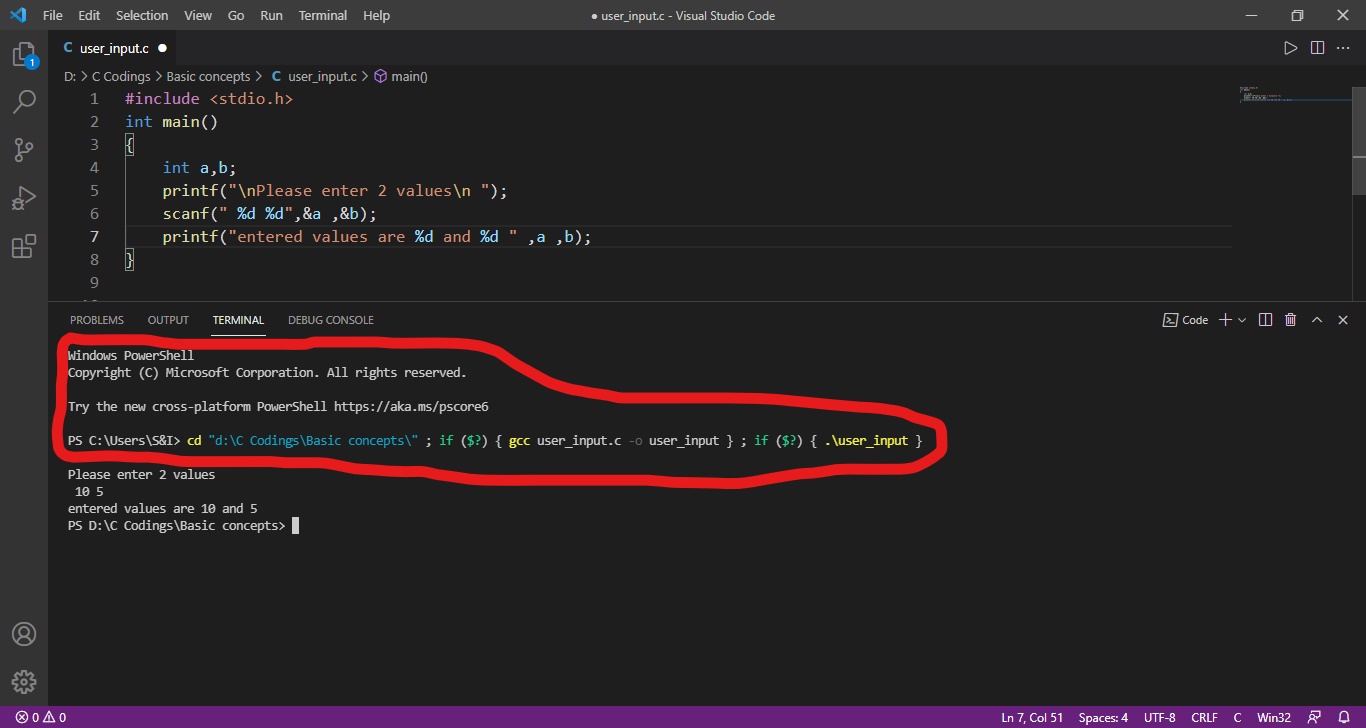 File Edit Selection View Go Run Terminal Help ● user_input.c - Visual Studio Code
1
C user_input.c ●
D: > C Codings > Basic concepts > C user_input.c > main()
1 #include <stdio.h>
2 int main()
3 {
4     int a,b;
5     printf("\nPlease enter 2 values\n ");
6     scanf(" %d %d",&a ,&b);
7     printf("entered values are %d and %d " ,a ,b);
8 }
9
PROBLEMS OUTPUT TERMINAL DEBUG CONSOLE Code
Windows PowerShell
Copyright (C) Microsoft Corporation. All rights reserved.
Try the new cross-platform PowerShell https://aka.ms/pscore6
PS C:\Users\S&I> cd "d:\C Codings\Basic concepts\" ; if ($?) { gcc user_input.c -o user_input } ; if ($?) { .\user_input }
Please enter 2 values
 10 5
entered values are 10 and 5
PS D:\C Codings\Basic concepts>
0 0 Ln 7, Col 51 Spaces: 4 UTF-8 CRLF C Win32